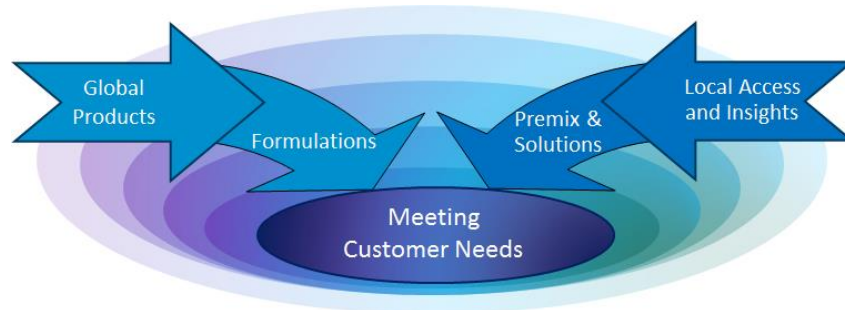 Global
Products
Formulations
Premix &
Solutions
Local Access
and Insights
Meeting
Customer Needs